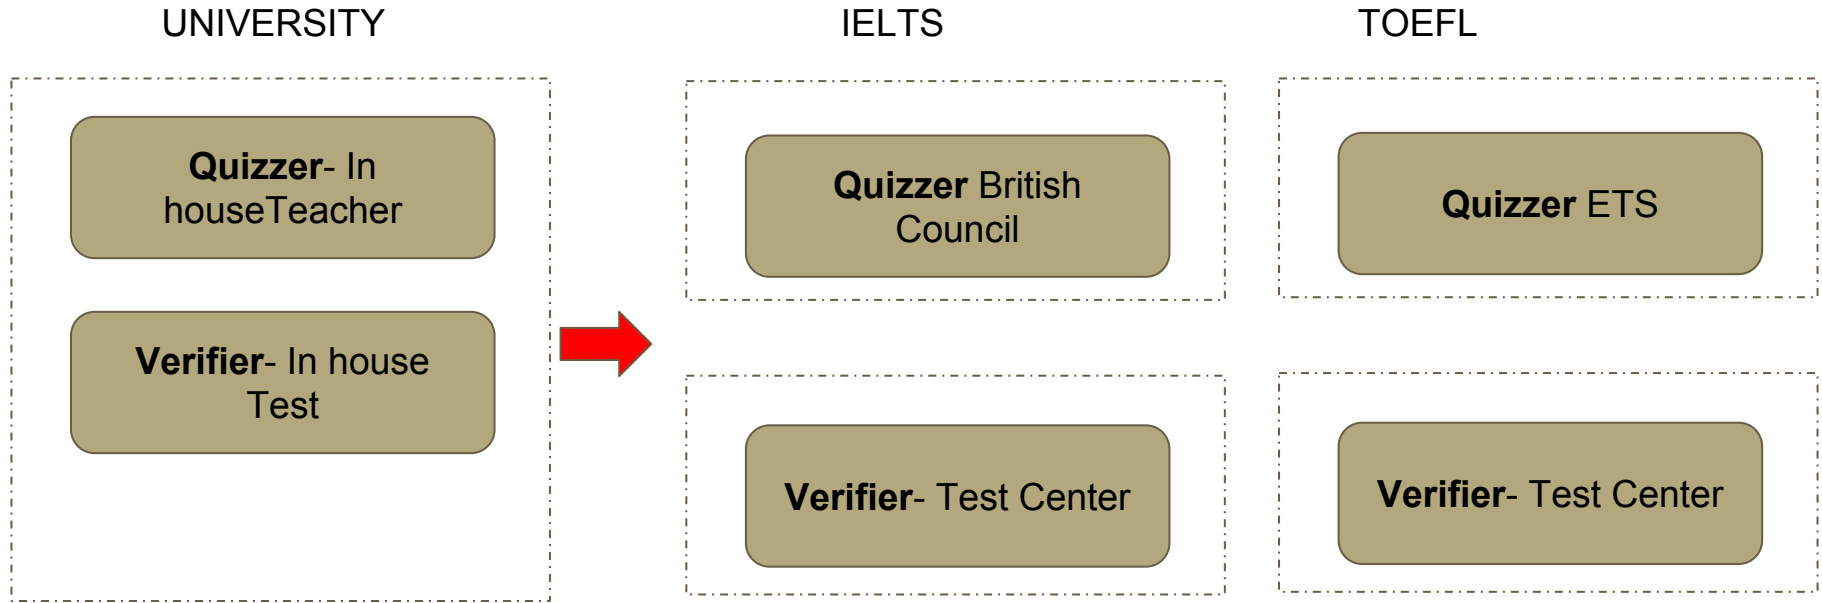 UNIVERSITY
IELTS
TOEFL
Quizzer- In
houseTeacher
Verifier- In house
Test
Quizzer British
Council
Verifier- Test Center
Quizzer ETS
Verifier- Test Center